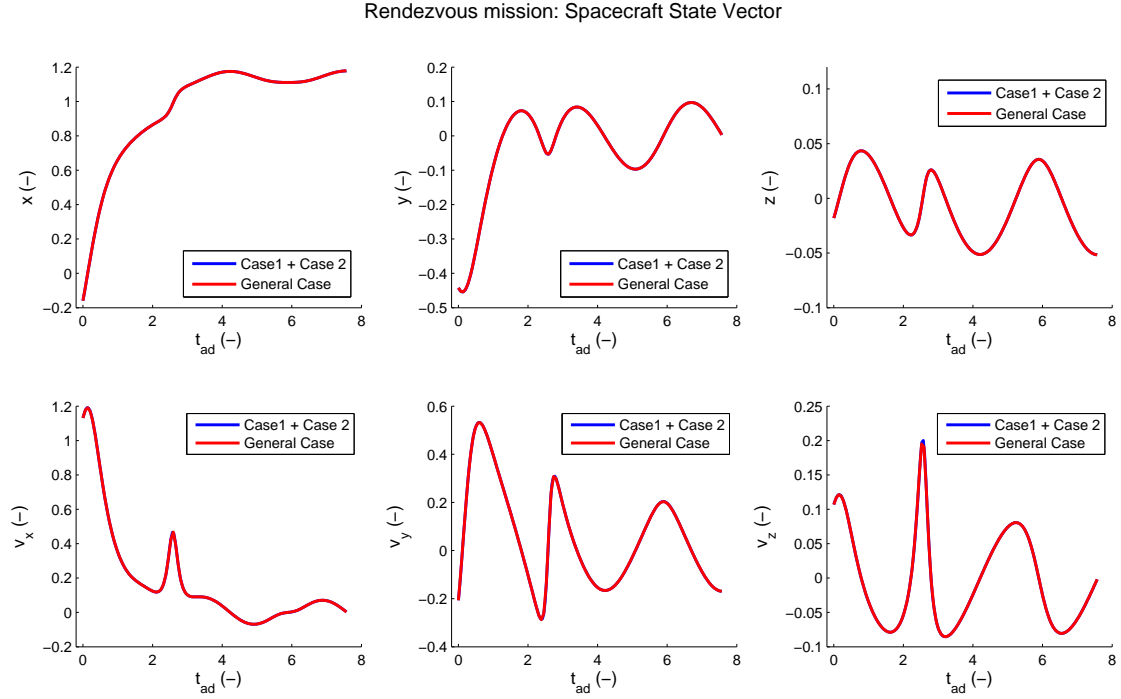 Rendezvous mission: Spacecraft State Vector
1.2
1
0.8
0.6
0.4
0.2
0
−0.2
x (−)
0 2 4 6 8
t_ad (−)
Case1 + Case 2
General Case
0.2
0.1
0
−0.1
−0.2
−0.3
−0.4
−0.5
y (−)
0 2 4 6 8
t_ad (−)
Case1 + Case 2
General Case
0.1
0.05
0
−0.05
−0.1
z (−)
0 2 4 6 8
t_ad (−)
Case1 + Case 2
General Case
1.2
1
0.8
0.6
0.4
0.2
0
−0.2
v_x (−)
0 2 4 6 8
t_ad (−)
Case1 + Case 2
General Case
0.6
0.4
0.2
0
−0.2
−0.4
v_y (−)
0 2 4 6 8
t_ad (−)
Case1 + Case 2
General Case
0.25
0.20
0.15
0.1
0.05
0
−0.05
−0.1
v_z (−)
0 2 4 6 8
t_ad (−)
Case1 + Case 2
General Case